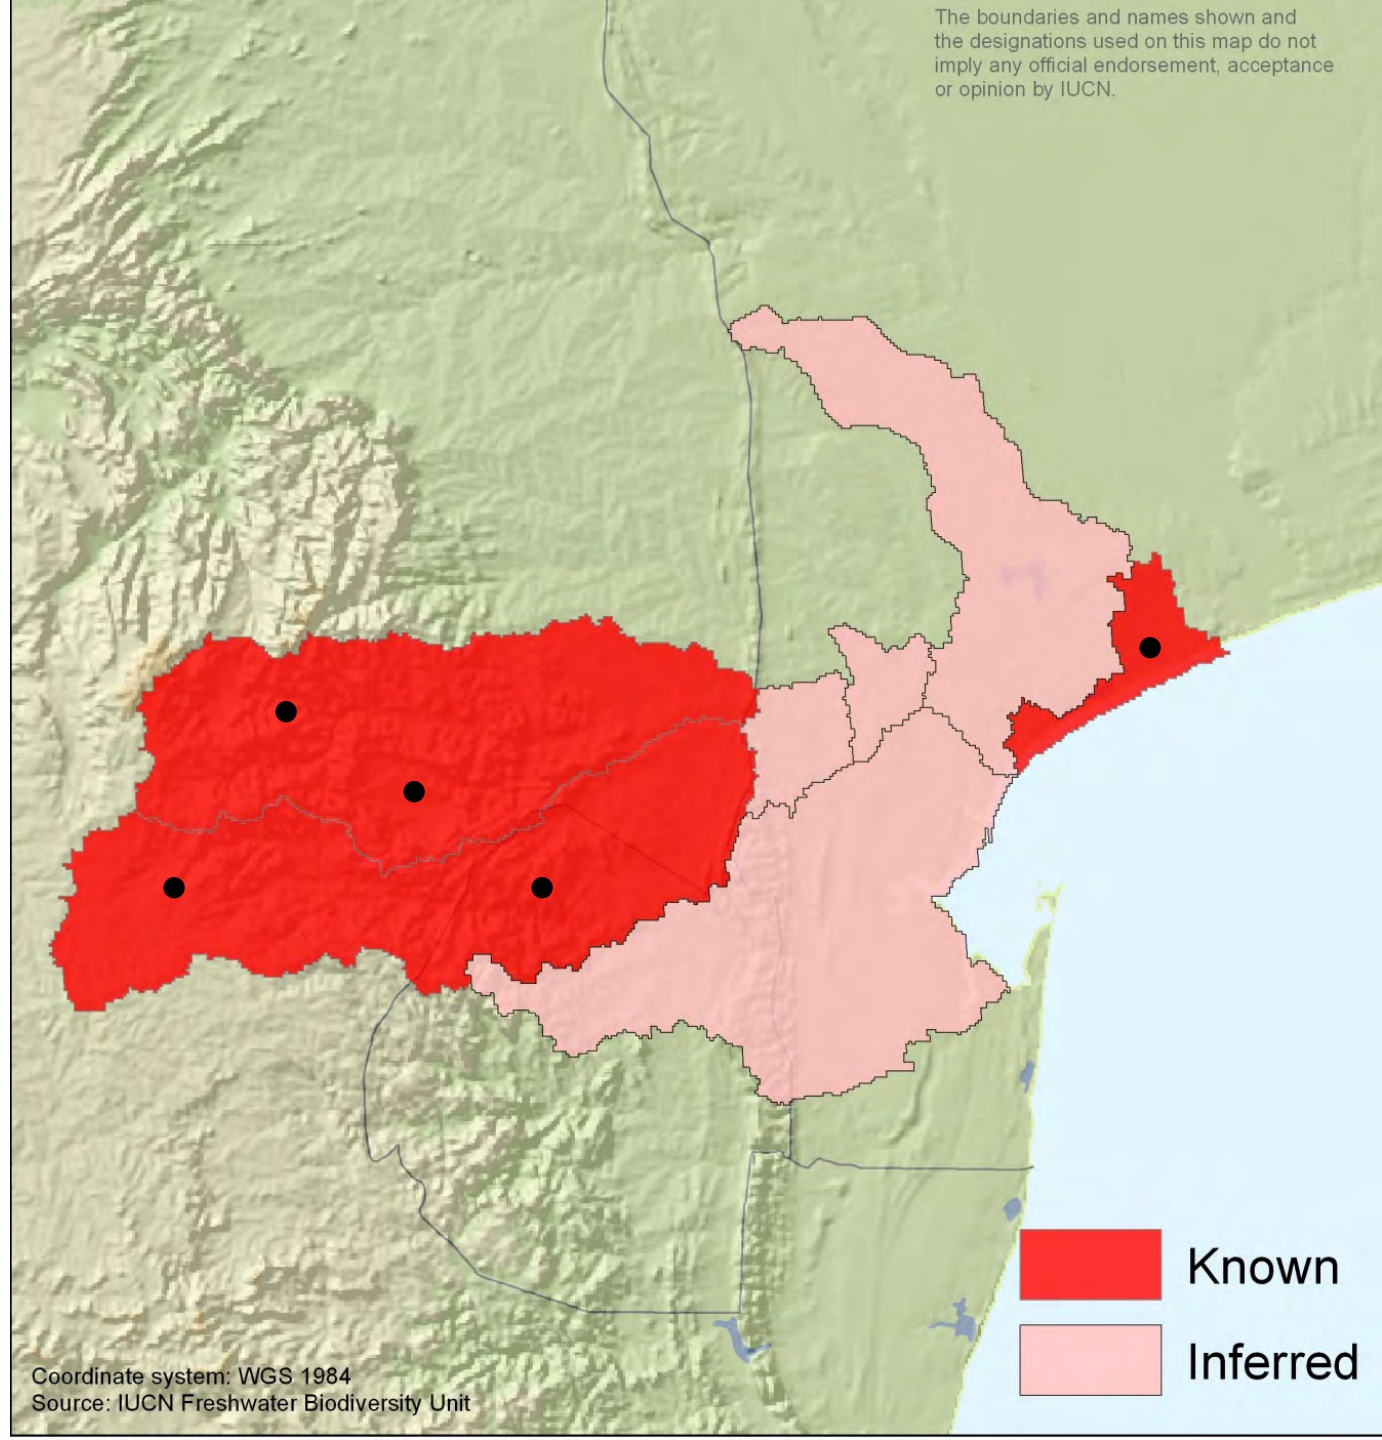 The boundaries and names shown and
the designations used on this map do not
imply any official endorsement, acceptance
or opinion by IUCN.
Known
Inferred
Coordinate system: WGS 1984
Source: IUCN Freshwater Biodiversity Unit